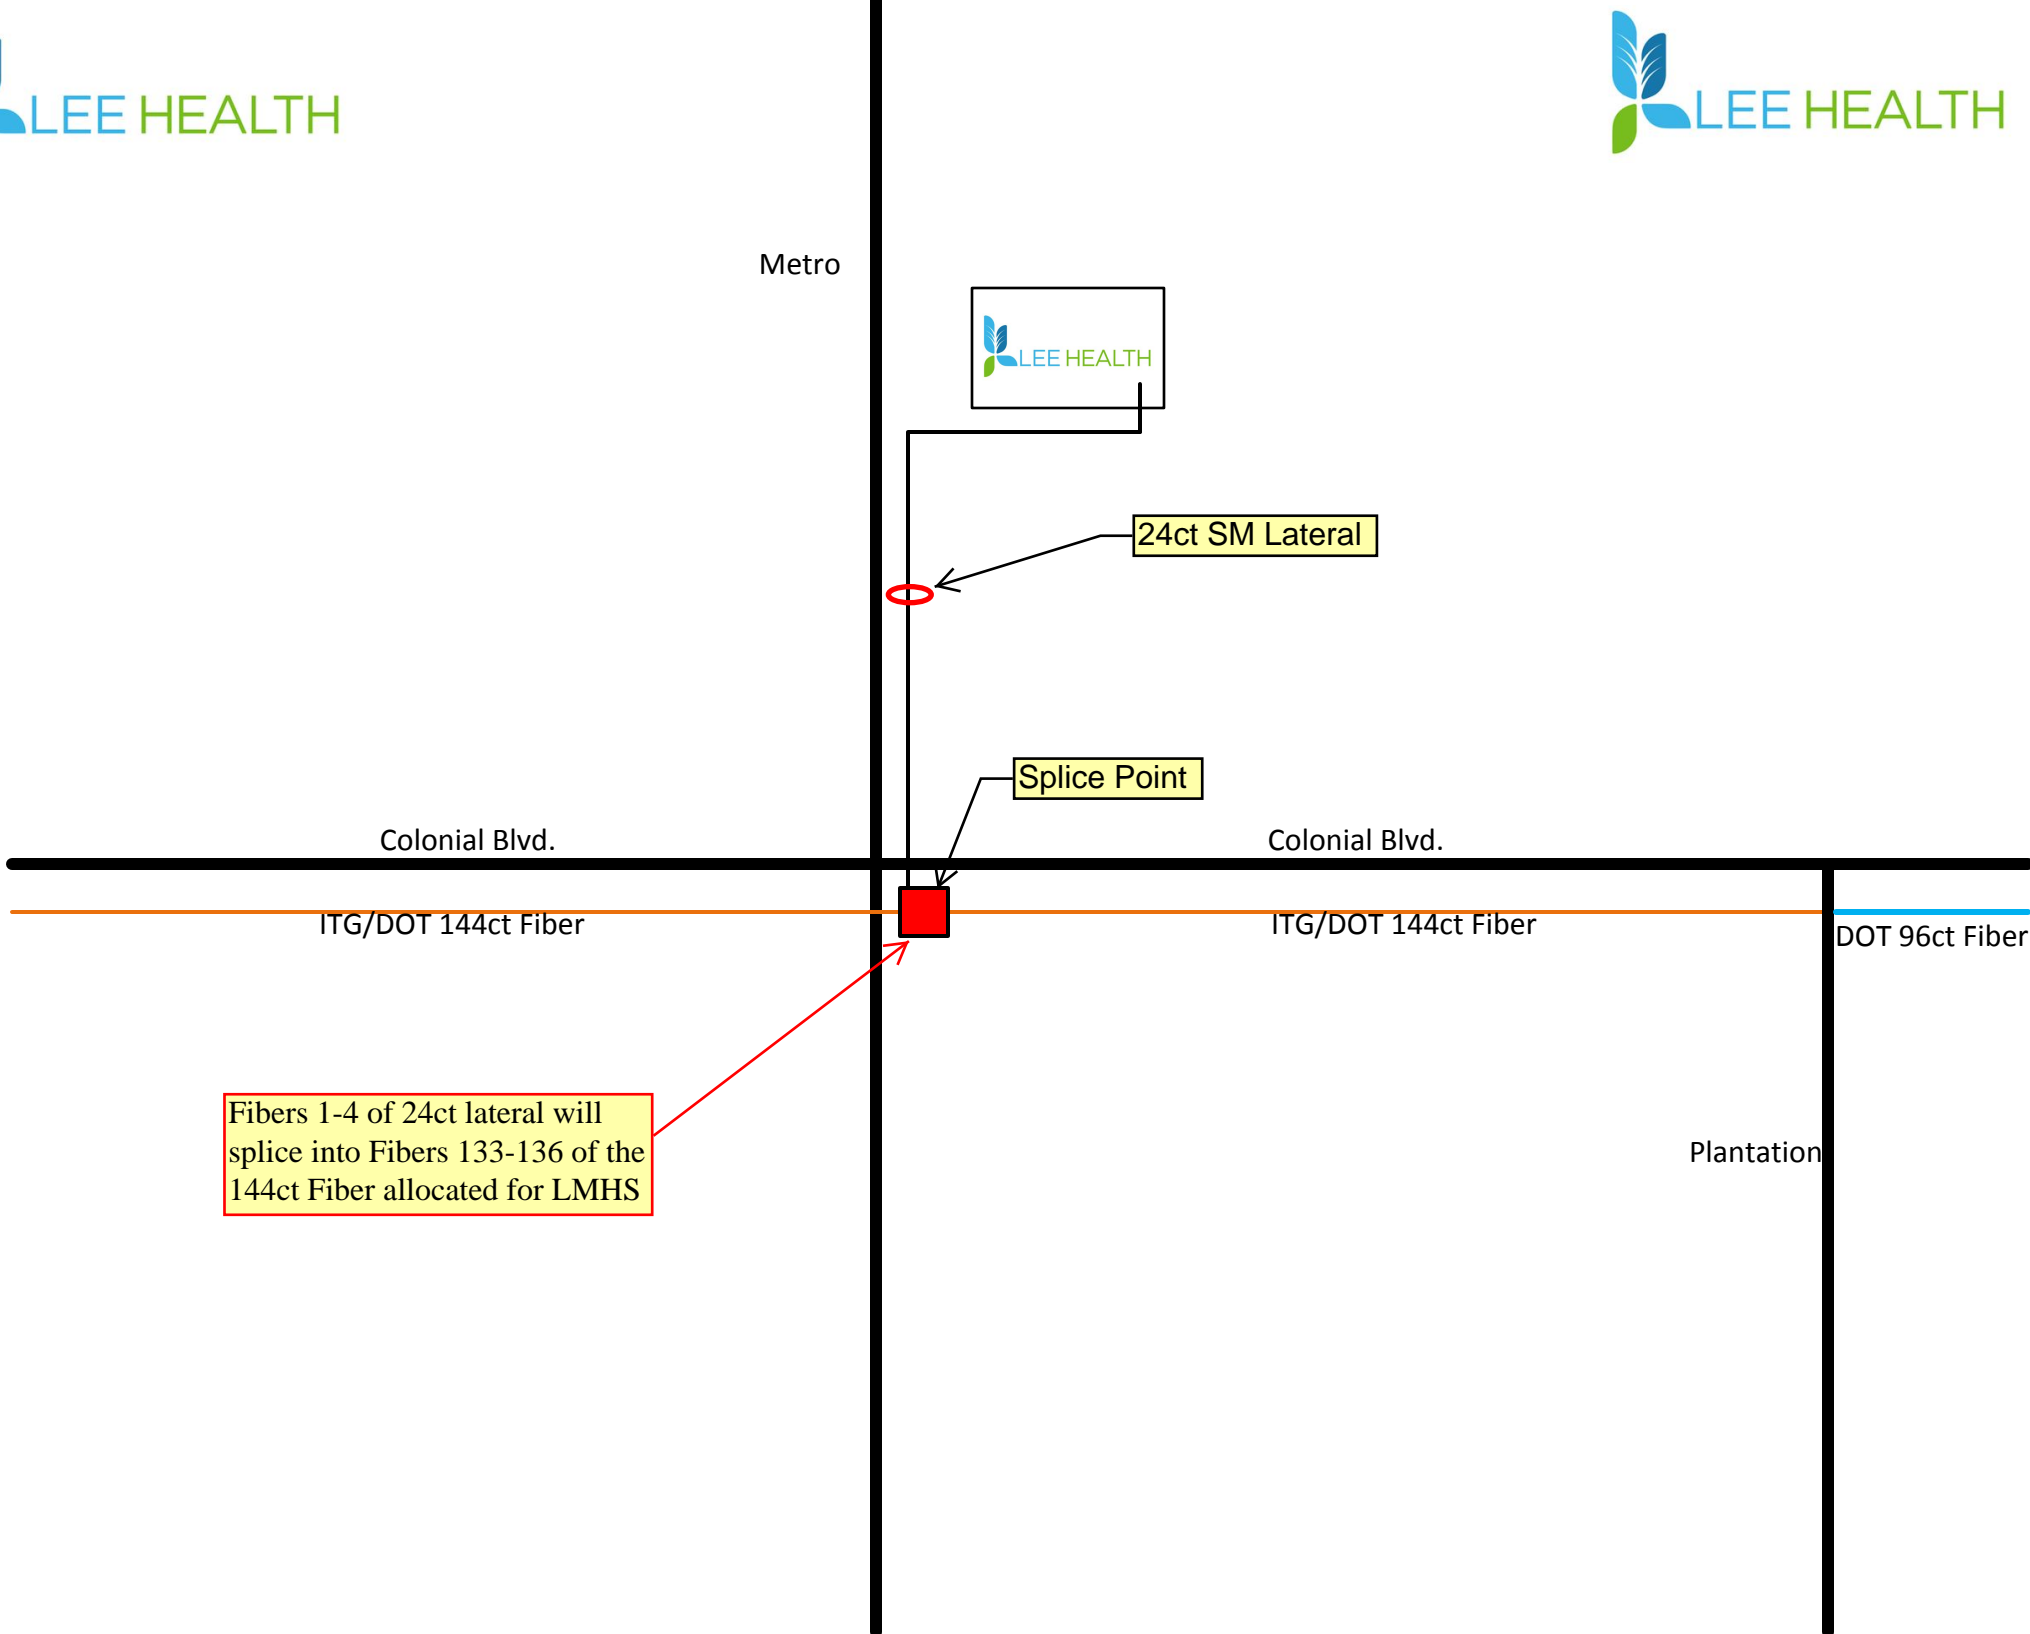 LEE HEALTH
LEE HEALTH
Metro
LEE HEALTH
24ct SM Lateral
Splice Point
Colonial Blvd.
Colonial Blvd.
ITG/DOT 144ct Fiber
ITG/DOT 144ct Fiber
DOT 96ct Fiber
Fibers 1-4 of 24ct lateral will
splice into Fibers 133-136 of the
144ct Fiber allocated for LMHS
Plantation